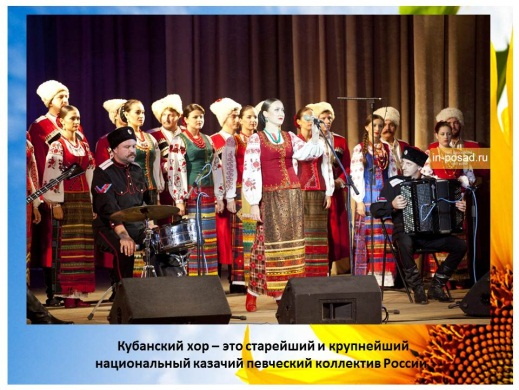 in-posad.ru
Кубанский хор – это старейший и крупнейший
национальный казачий певческий коллектив России